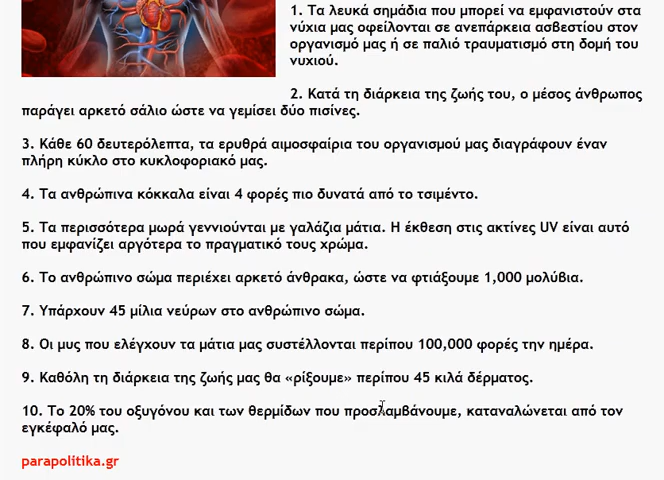 1. Τα λευκά σημάδια που μπορεί να εμφανιστούν στα
νύχια μας οφείλονται σε ανεπάρκεια ασβεστίου στον
οργανισμό μας ή σε παλιό τραυματισμό στη δομή του
νυχιού.
2. Κατά τη διάρκεια της ζωής του, ο μέσος άνθρωπος
παράγει αρκετό σάλιο ώστε να γεμίσει δύο πισίνες.
3. Κάθε 60 δευτερόλεπτα, τα ερυθρά αιμοσφαίρια του οργανισμού μας διαγράφουν έναν
πλήρη κύκλο στο κυκλοφοριακό μας.
4. Τα ανθρώπινα κόκκαλα είναι 4 φορές πιο δυνατά από το τσιμέντο.
5. Τα περισσότερα μωρά γεννιούνται με γαλάζια μάτια. Η έκθεση στις ακτίνες UV είναι αυτό
που εμφανίζει αργότερα το πραγματικό τους χρώμα.
6. Το ανθρώπινο σώμα περιέχει αρκετό άνθρακα, ώστε να φτιάξουμε 1,000 μολύβια.
7. Υπάρχουν 45 μίλια νεύρων στο ανθρώπινο σώμα.
8. Οι μυς που ελέγχουν τα μάτια μας συστέλλονται περίπου 100,000 φορές την ημέρα.
9. Καθόλη τη διάρκεια της ζωής μας θα «ρίξουμε» περίπου 45 κιλά δέρματος.
10. Το 20% του οξυγόνου και των θερμίδων που προσλαμβάνουμε, καταναλώνεται από τον
εγκέφαλό μας.
parapolitika.gr